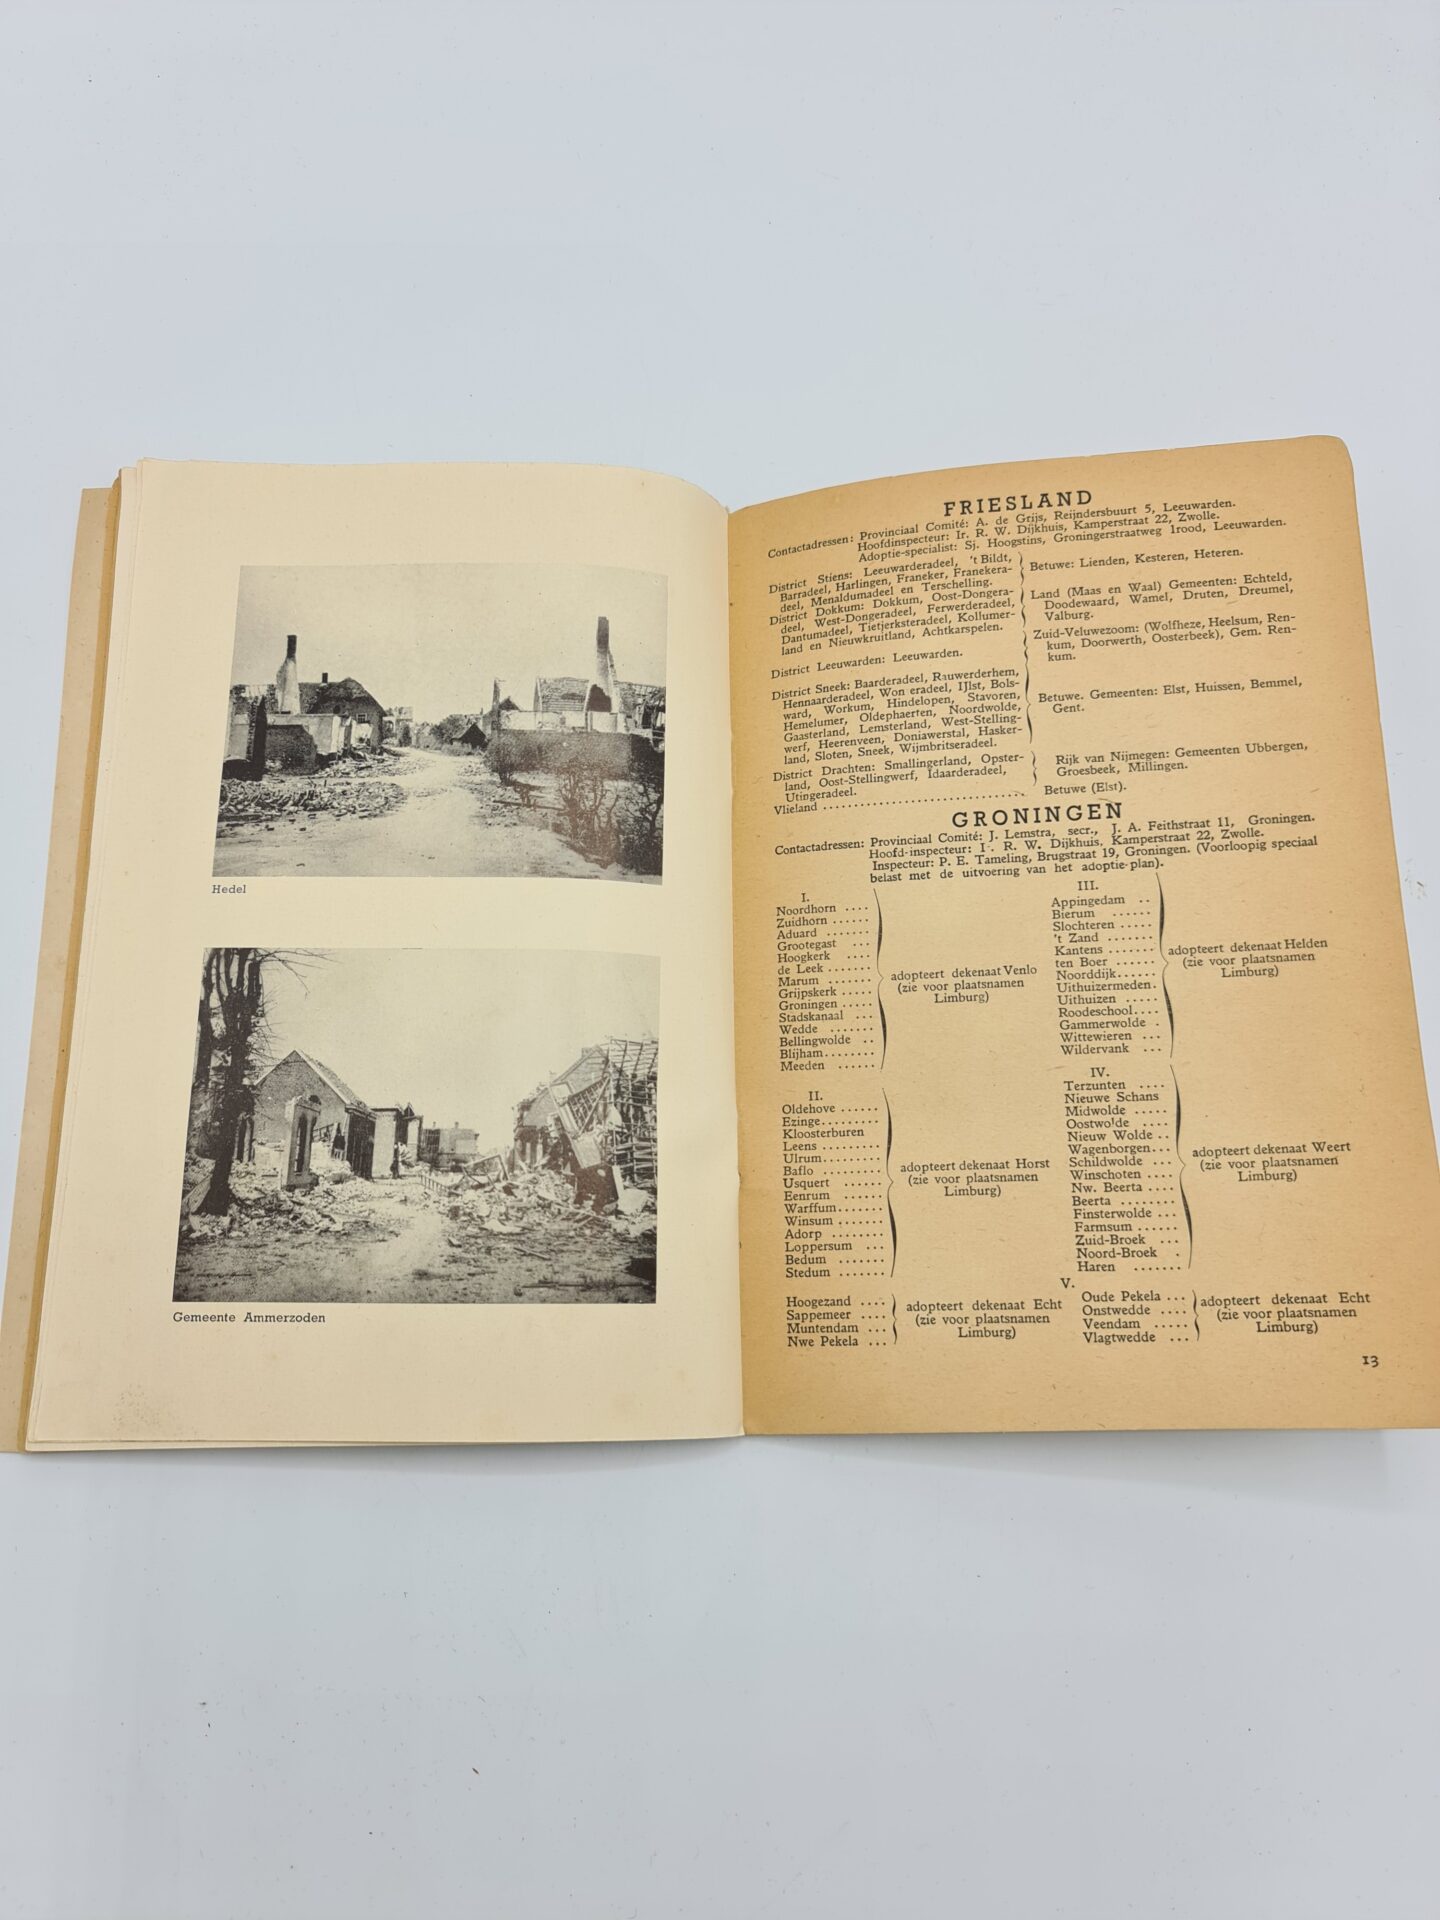 Hedel
Gemeente Ammerzoden
FRIESLAND
Contactadressen: Provinciaal Comité: A. de Grijs, Reijndersbuurt 5, Leeuwarden.
Hoofdinspecteur: Ir. R. W. Dijkhuis, Kamperstraat 22, Zwolle.
Adoptie-specialist: Sj. Hoogstins, Groningerstraatweg Irood, Leeuwarden.
District Stiens: Leeuwarderadeel, 't Bildt,
Barradeel, Harlingen, Franeker, Franekera-
deel, Menaldumadeel en Terschelling.
Betuwe: Lienden, Kesteren, Heteren.
District Dokkum: Dokkum, Oost-Dongera-
deel, West-Dongeradeel, Ferwerderadeel,
Dantumadeel, Tietjerksteradeel, Kollumer-
land en Nieuwkruitland, Achtkarspelen.
Land (Maas en Waal) Gemeenten: Echteld,
Doodewaard, Wamel, Druten, Dreumel,
Valburg.
District Leeuwarden: Leeuwarden.
Zuid-Veluwezoom: (Wolfheze, Heelsum, Ren-
kum, Doorwerth, Oosterbeek), Gem. Ren-
kum.
District Sneek: Baarderadeel, Rauwerderhem,
Hennaarderadeel, Won eradeel, IJlst, Bols-
ward, Workum, Hindelopen, Stavoren,
Hemelumer, Oldephaerten, Noordwolde,
Gaasterland, Lemsterland, West-Stelling-
werf, Heerenveen, Doniawerstal, Hasker-
land, Sloten, Sneek, Wijmbritseradeel.
Betuwe. Gemeenten: Elst, Huissen, Bemmel,
Gent.
District Drachten: Smallingerland, Opster-
land, Oost-Stellingwerf, Idaarderadeel,
Utingeradeel.
Rijk van Nijmegen: Gemeenten Ubbergen,
Groesbeek, Millingen.
Vlieland ............................... Betuwe (Elst).
GRONINGEN
Contactadressen: Provinciaal Comité: J. Lemstra, secr., J. A. Feithstraat 11, Groningen.
Hoofd-inspecteur: I . R. W. Dijkhuis, Kamperstraat 22, Zwolle.
Inspecteur: P. E. Tameling, Brugstraat 19, Groningen. (Voorloopig speciaal
belast met de uitvoering van het adoptie-plan).
I.
Noordhorn ....
Zuidhorn ......
Aduard .......
Grootegast ...
Hoogkerk ....
de Leek .......
Marum .......
Grijpskerk .....
Groningen .....
Stadskanaal ...
Wedde .......
Bellingwolde ..
Blijham........
Meeden ......
adopteert dekenaat Venlo
(zie voor plaatsnamen
Limburg)
II.
Oldehove ......
Ezinge.........
Kloosterburen
Leens .........
Ulrum.........
Baflo .........
Usquert ......
Eenrum ......
Warffum.......
Winsum .......
Adorp ........
Loppersum ...
Bedum .......
Stedum .......
adopteert dekenaat Horst
(zie voor plaatsnamen
Limburg)
III.
Appingedam ..
Bierum ......
Slochteren .....
't Zand .......
Kantens .......
ten Boer ......
Noorddijk......
Uithuizermeden.
Uithuizen .....
Roodeschool....
Gammerwolde .
Wittewieren ...
Wildervank ...
adopteert dekenaat Helden
(zie voor plaatsnamen
Limburg)
IV.
Terzunten ....
Nieuwe Schans
Midwolde .....
Oostwolde ....
Nieuw Wolde ..
Wagenborgen...
Schildwolde ...
Winschoten ....
Nw. Beerta ....
Beerta ........
Finsterwolde ...
Farmsum ......
Zuid-Broek ...
Noord-Broek .
Haren .......
adopteert dekenaat Weert
(zie voor plaatsnamen
Limburg)
V.
Hoogezand ....
Sappemeer ....
Muntendam ...
Nwe Pekela ...
adopteert dekenaat Echt
(zie voor plaatsnamen
Limburg)
Oude Pekela ...
Onstwedde ....
Veendam .....
Vlagtwedde ...
adopteert dekenaat Echt
(zie voor plaatsnamen
Limburg)
13